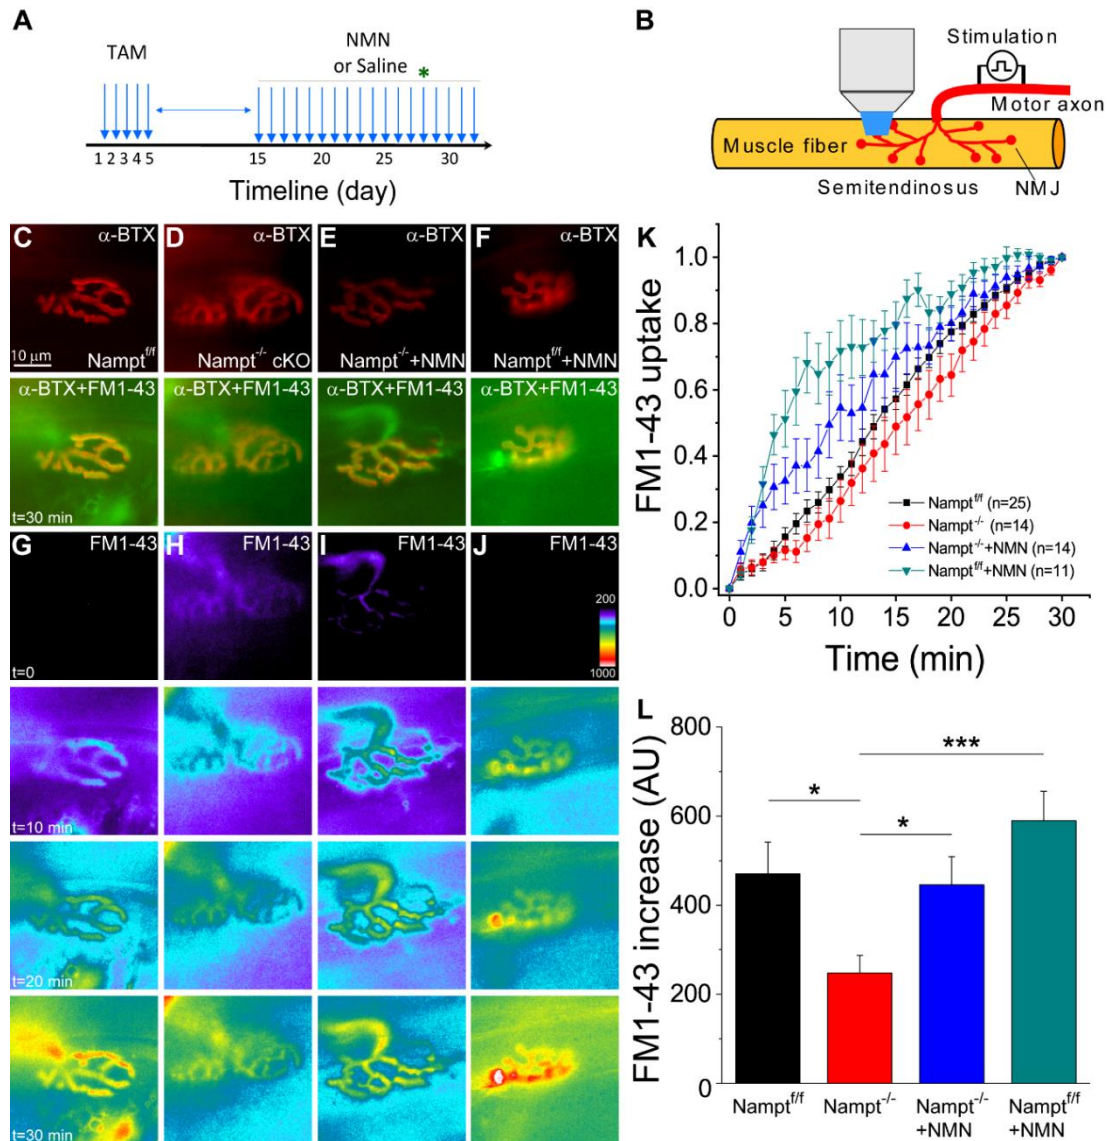 A
TAM
NMN
or Saline *
1 2 3 4 5 15 20 25 30
Timeline (day)
B
Stimulation
Motor axon
Muscle fiber
Semitendinosus
NMJ
C α-BTX
Nampt^f/f
10 μm
D α-BTX
Nampt^-/- cKO
E α-BTX
Nampt^-/-+NMN
F α-BTX
Nampt^f/f+NMN
α-BTX+FM1-43
t=30 min
α-BTX+FM1-43
α-BTX+FM1-43
α-BTX+FM1-43
G FM1-43
t=0
H FM1-43
I FM1-43
J FM1-43
200
1000
t=10 min
t=20 min
t=30 min
K
FM1-43 uptake
1.0
0.8
0.6
0.4
0.2
0.0
Nampt^f/f (n=25)
Nampt^-/- (n=14)
Nampt^-/-+NMN (n=14)
Nampt^f/f+NMN (n=11)
0 5 10 15 20 25 30
Time (min)
L
FM1-43 increase (AU)
800
600
400
200
0
***
*
*
Nampt^f/f
Nampt^-/-
Nampt^-/-
+NMN
Nampt^f/f
+NMN